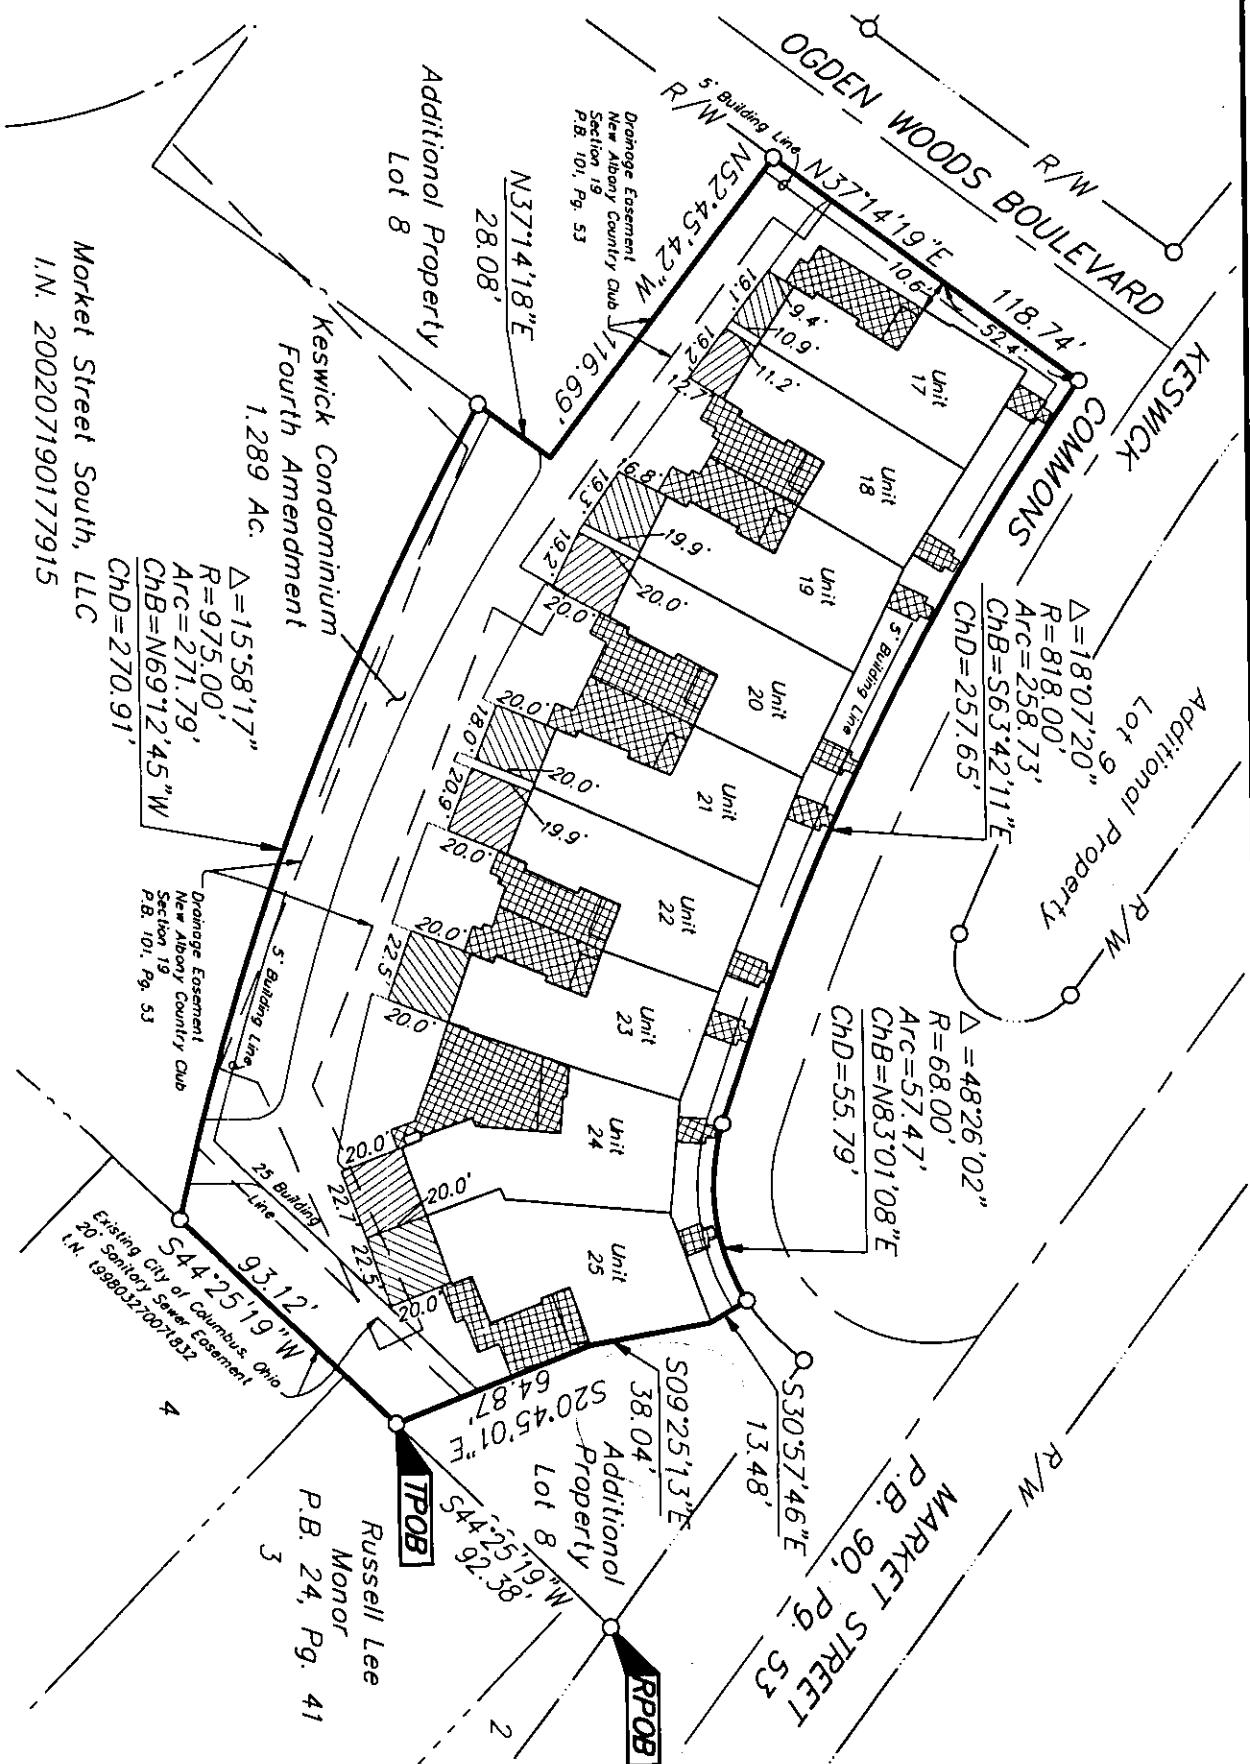 OGDEN WOODS BOULEVARD
R/W
R/W
5' Building Line
N37°14'19"E
118.74'
KESWICK
COMMONS
Drainage Easement
New Albany Country Club
Section 19
P.B. 101, Pg. 53
N52°45'42"W
116.69'
N37°14'18"E
28.08'
Additional Property
Lot 8
Keswick Condominium
Fourth Amendment
1.289 Ac.
Market Street South, LLC
I.N. 200207190177915
Δ=15°58'17"
R=975.00'
Arc=271.79'
ChB=N69°12'45"W
ChD=270.91'
Δ=18°07'20"
R=818.00'
Arc=258.73'
ChB=S63°42'11"E
ChD=257.65'
Additional Property
Lot 9
R/W
Δ=48°26'02"
R=68.00'
Arc=57.47'
ChB=N83°01'08"E
ChD=55.79'
10.6'
52.4'
Unit
17
19.1'
9.4'
10.9'
19.2'
11.2'
12.7'
Unit
18
16.8'
19.3'
19.9'
Unit
19
19.2'
20.0'
20.0'
5' Building Line
Unit
20
20.0'
18.0'
20.0'
Unit
21
20.9'
19.9'
20.0'
Unit
22
20.0'
22.5'
20.0'
Unit
23
Unit
24
20.0'
22.7'
20.0'
Unit
25
22.5'
20.0'
Drainage Easement
New Albany Country Club
Section 19
P.B. 101, Pg. 53
5' Building Line
25 Building
Line
S44°25'19"W
93.12'
Existing City of Columbus, Ohio
20' Sanitary Sewer Easement
I.N. 199803270071832
S30°57'46"E
13.48'
S09°25'13"E
38.04'
S20°45'01"E
64.87'
Additional
Property
Lot 8
TPOB
S44°25'19"W
92.38'
RPOB
Russell Lee
Manor
P.B. 24, Pg. 41
3
4
2
R/W
MARKET STREET
P.B. 90, Pg. 53